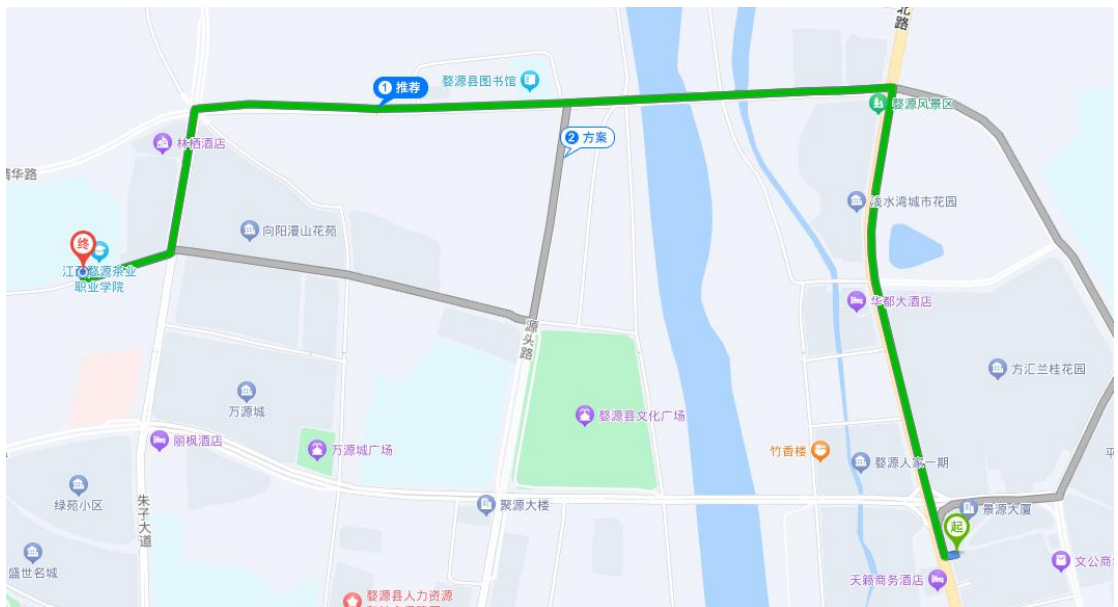 北路
1 推荐
婺源县图书馆
婺源风景区
2 方案
林栖酒店
清华路
浅水湾城市花园
向阳漫山花苑
终
江西婺源茶业
职业学院
华都大酒店
源头路
方汇兰桂花园
万源城
婺源县文化广场
丽枫酒店
万源城广场
竹香楼
婺源人家一期
平
绿苑小区
朱子大道
聚源大楼
景源大厦
起
盛世名城
天籁商务酒店
文公商
婺源县人力资源